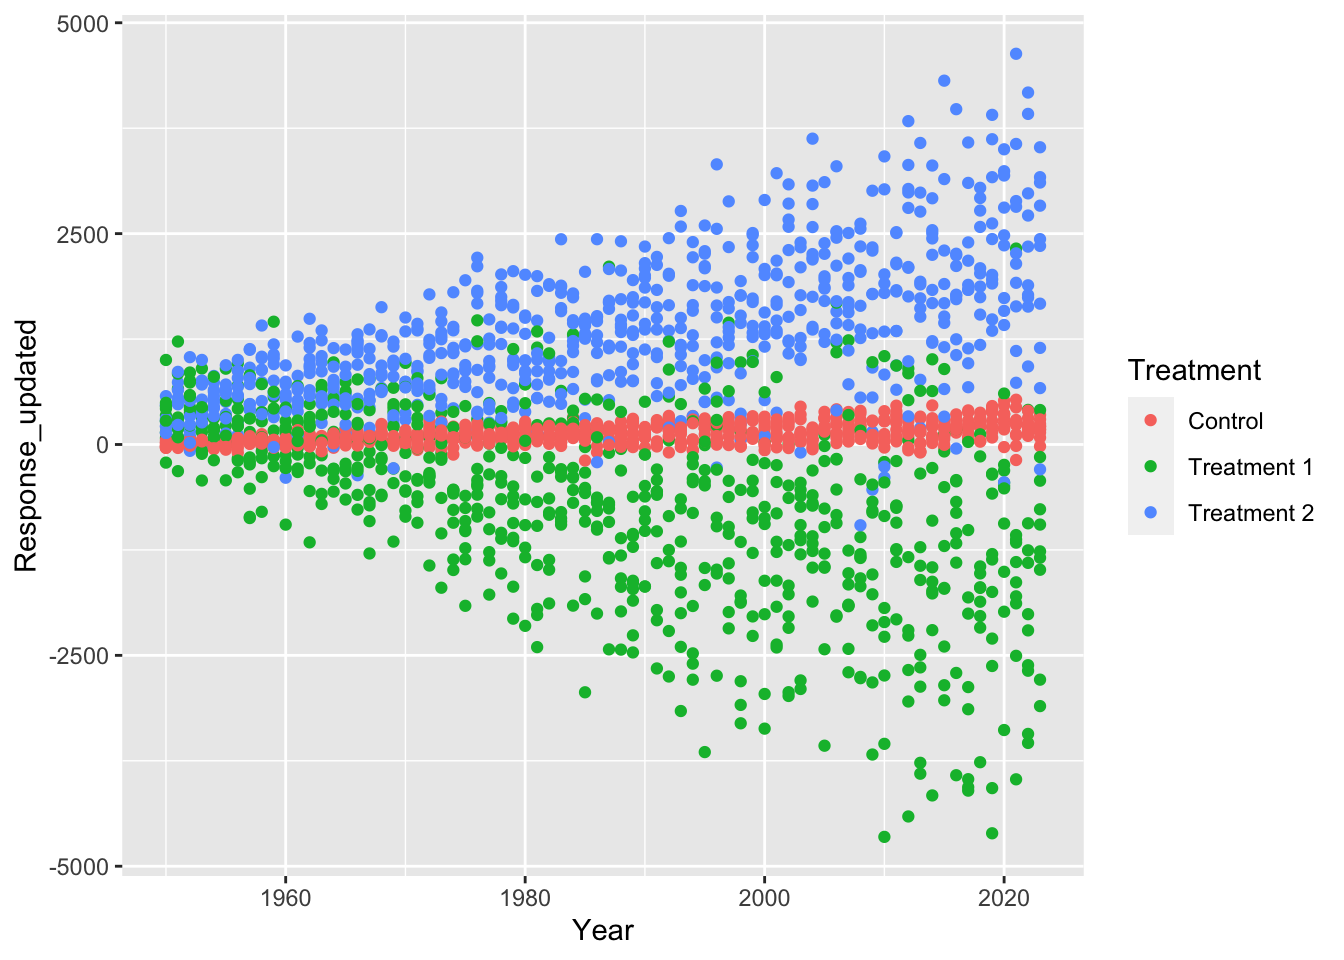 5000
2500
0
-2500
-5000
Response_updated
1960
1980
2000
2020
Year
Treatment
Control
Treatment 1
Treatment 2